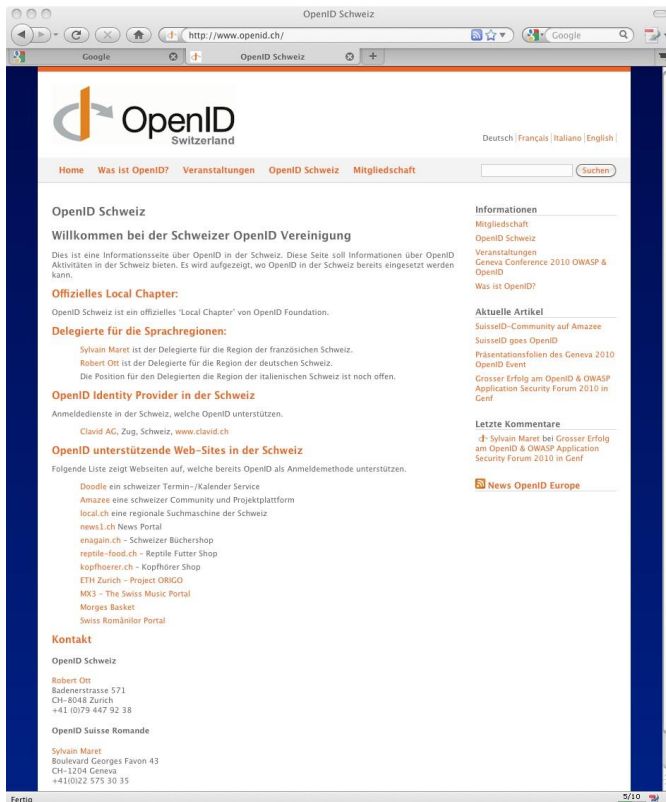 OpenID Schweiz
http://www.openid.ch/
Google
Google
OpenID Schweiz
OpenID
Switzerland
Deutsch Français Italiano English
Home Was ist OpenID? Veranstaltungen OpenID Schweiz Mitgliedschaft
Suchen
OpenID Schweiz
Willkommen bei der Schweizer OpenID Vereinigung
Dies ist eine Informationsseite über OpenID in der Schweiz. Diese Seite soll Informationen über OpenID
Aktivitäten in der Schweiz bieten. Es wird aufgezeigt, wo OpenID in der Schweiz bereits eingesetzt werden
kann.
Offizielles Local Chapter:
OpenID Schweiz ist ein offizielles 'Local Chapter' von OpenID Foundation.
Delegierte für die Sprachregionen:
Sylvain Maret ist der Delegierte für die Region der französichen Schweiz.
Robert Ott ist der Delegierte für die Region der deutschen Schweiz.
Die Position für den Delegierten die Region der italienischen Schweiz ist noch offen.
OpenID Identity Provider in der Schweiz
Anmeldedienste in der Schweiz, welche OpenID unterstützen.
Clavid AG, Zug, Schweiz, www.clavid.ch
OpenID unterstützende Web-Sites in der Schweiz
Folgende Liste zeigt Webseiten auf, welche bereits OpenID als Anmeldemethode unterstützen.
Doodle ein schweizer Termin-/Kalender Service
Amazee eine schweizer Community und Projektplattform
local.ch eine regionale Suchmaschine der Schweiz
news1.ch News Portal
enagain.ch - Schweizer Büchershop
reptile-food.ch - Reptile Futter Shop
kopfhoerer.ch - Kopfhörer Shop
ETH Zurich - Project ORIGO
MX3 - The Swiss Music Portal
Morges Basket
Swiss Românilor Portal
Kontakt
OpenID Schweiz
Robert Ott
Badenerstrasse 571
CH-8048 Zurich
+41 (0)79 447 92 38
OpenID Suisse Romande
Sylvain Maret
Boulevard Georges Favon 43
CH-1204 Geneva
+41(0)22 575 30 35
Informationen
Mitgliedschaft
OpenID Schweiz
Veranstaltungen
Geneva Conference 2010 OWASP &
OpenID
Was ist OpenID?
Aktuelle Artikel
SuisseID-Community auf Amazee
SuisseID goes OpenID
Präsentationsfolien des Geneva 2010
OpenID Event
Grosser Erfolg am OpenID & OWASP
Application Security Forum 2010 in
Genf
Letzte Kommentare
Sylvain Maret bei Grosser Erfolg
am OpenID & OWASP Application
Security Forum 2010 in Genf
News OpenID Europe
Fertig
5/10